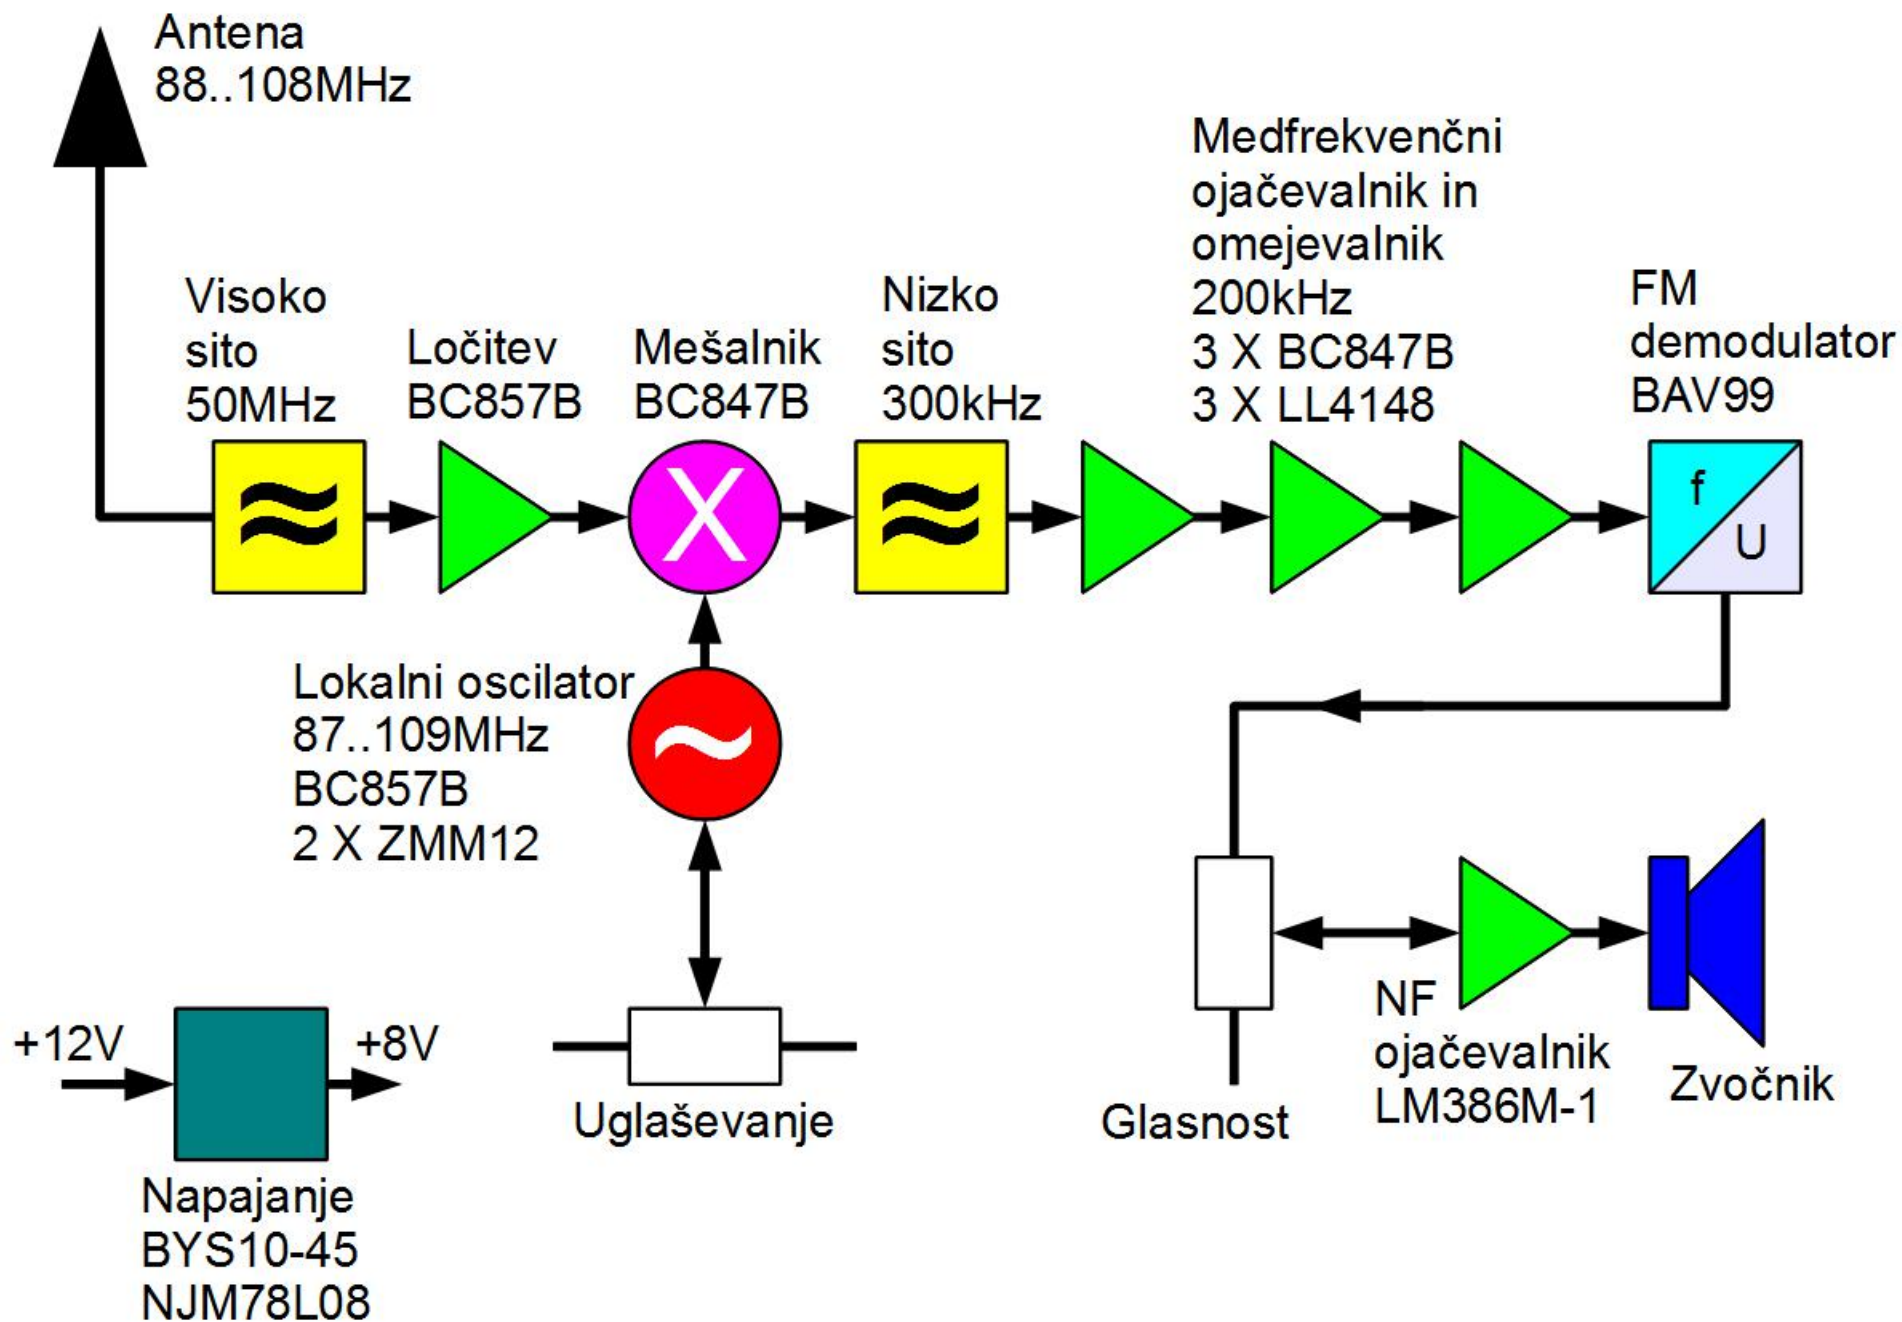 Antena
88..108MHz
Visoko
sito
50MHz
Ločitev
BC857B
Mešalnik
BC847B
Nizko
sito
300kHz
Medfrekvenčni
ojačevalnik in
omejevalnik
200kHz
3 X BC847B
3 X LL4148
FM
demodulator
BAV99
X
f
U
Lokalni oscilator
87..109MHz
BC857B
2 X ZMM12
Uglaševanje
+12V
+8V
Napajanje
BYS10-45
NJM78L08
Glasnost
NF
ojačevalnik
LM386M-1
Zvočnik